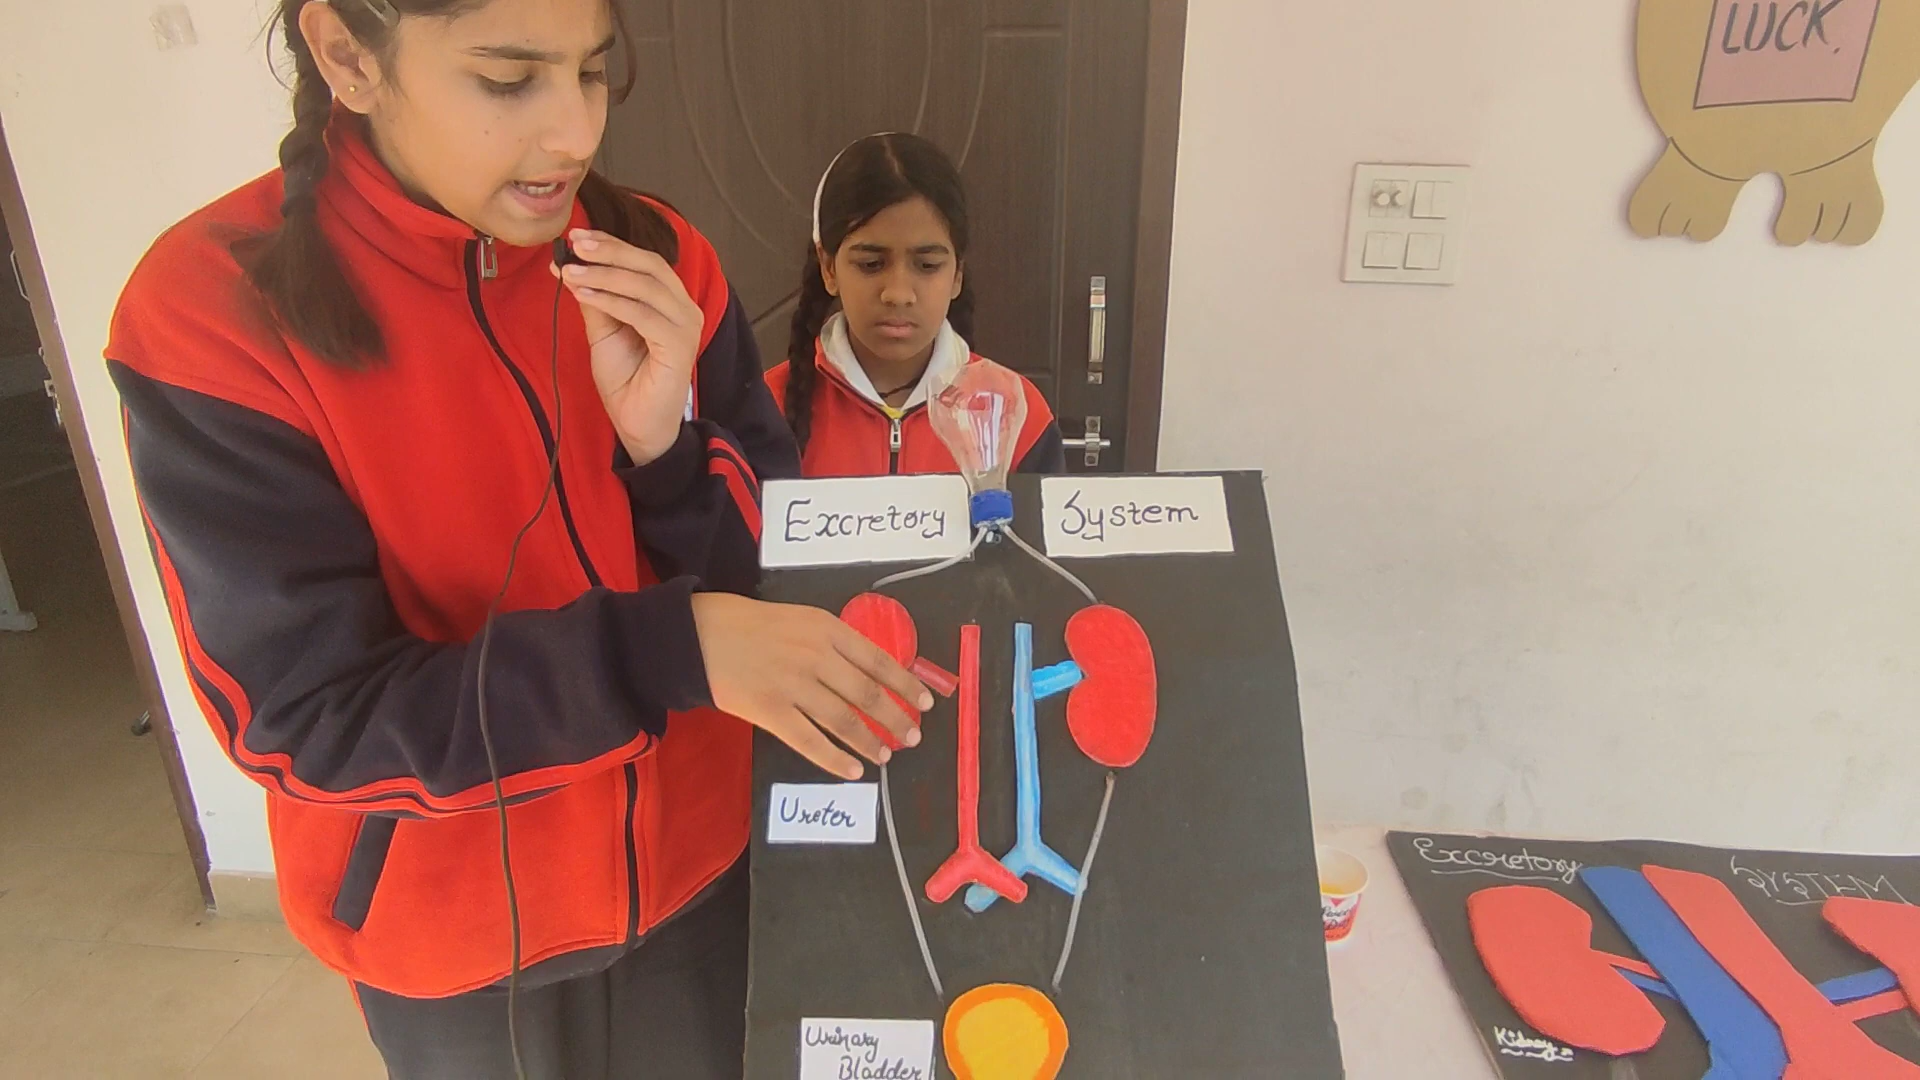 LUCK.
Excretory System
Ureter
Urinary
Bladder
Excretory SYSTEM
Kidney